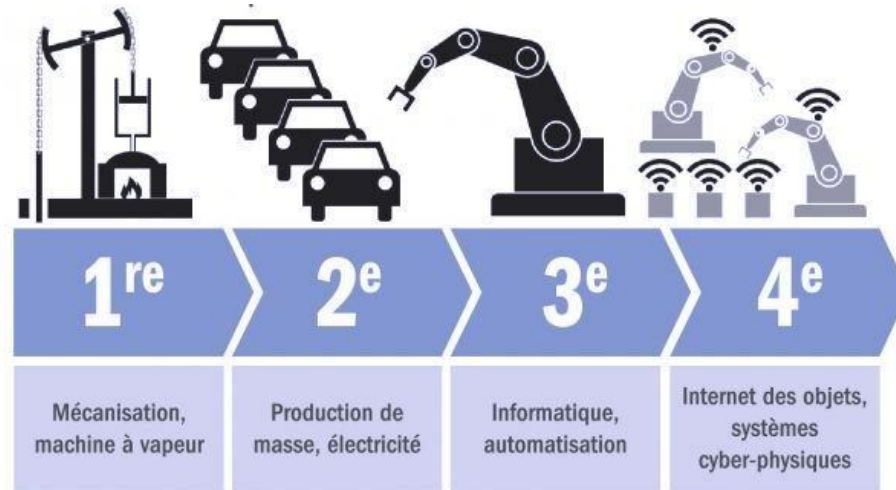 1re
2e
3e
4e
Mécanisation,
machine à vapeur
Production de
masse, électricité
Informatique,
automatisation
Internet des objets,
systèmes
cyber-physiques